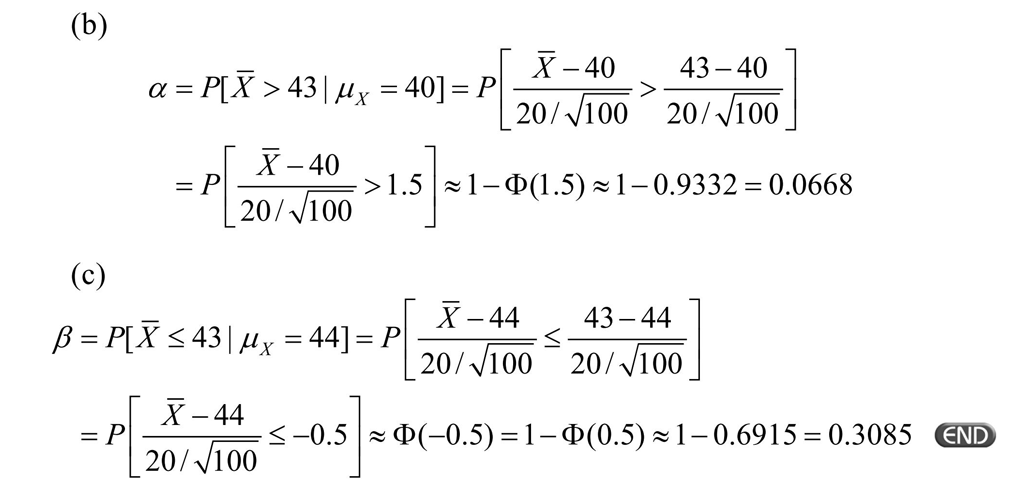 (b)
α = P[X̄ > 43 | μ_X = 40] = P[ (X̄ − 40)/(20/√100) > (43 − 40)/(20/√100) ]
= P[ (X̄ − 40)/(20/√100) > 1.5 ] ≈ 1 − Φ(1.5) ≈ 1 − 0.9332 = 0.0668
(c)
β = P[X̄ ≤ 43 | μ_X = 44] = P[ (X̄ − 44)/(20/√100) ≤ (43 − 44)/(20/√100) ]
= P[ (X̄ − 44)/(20/√100) ≤ −0.5 ] ≈ Φ(−0.5) = 1 − Φ(0.5) ≈ 1 − 0.6915 = 0.3085 END